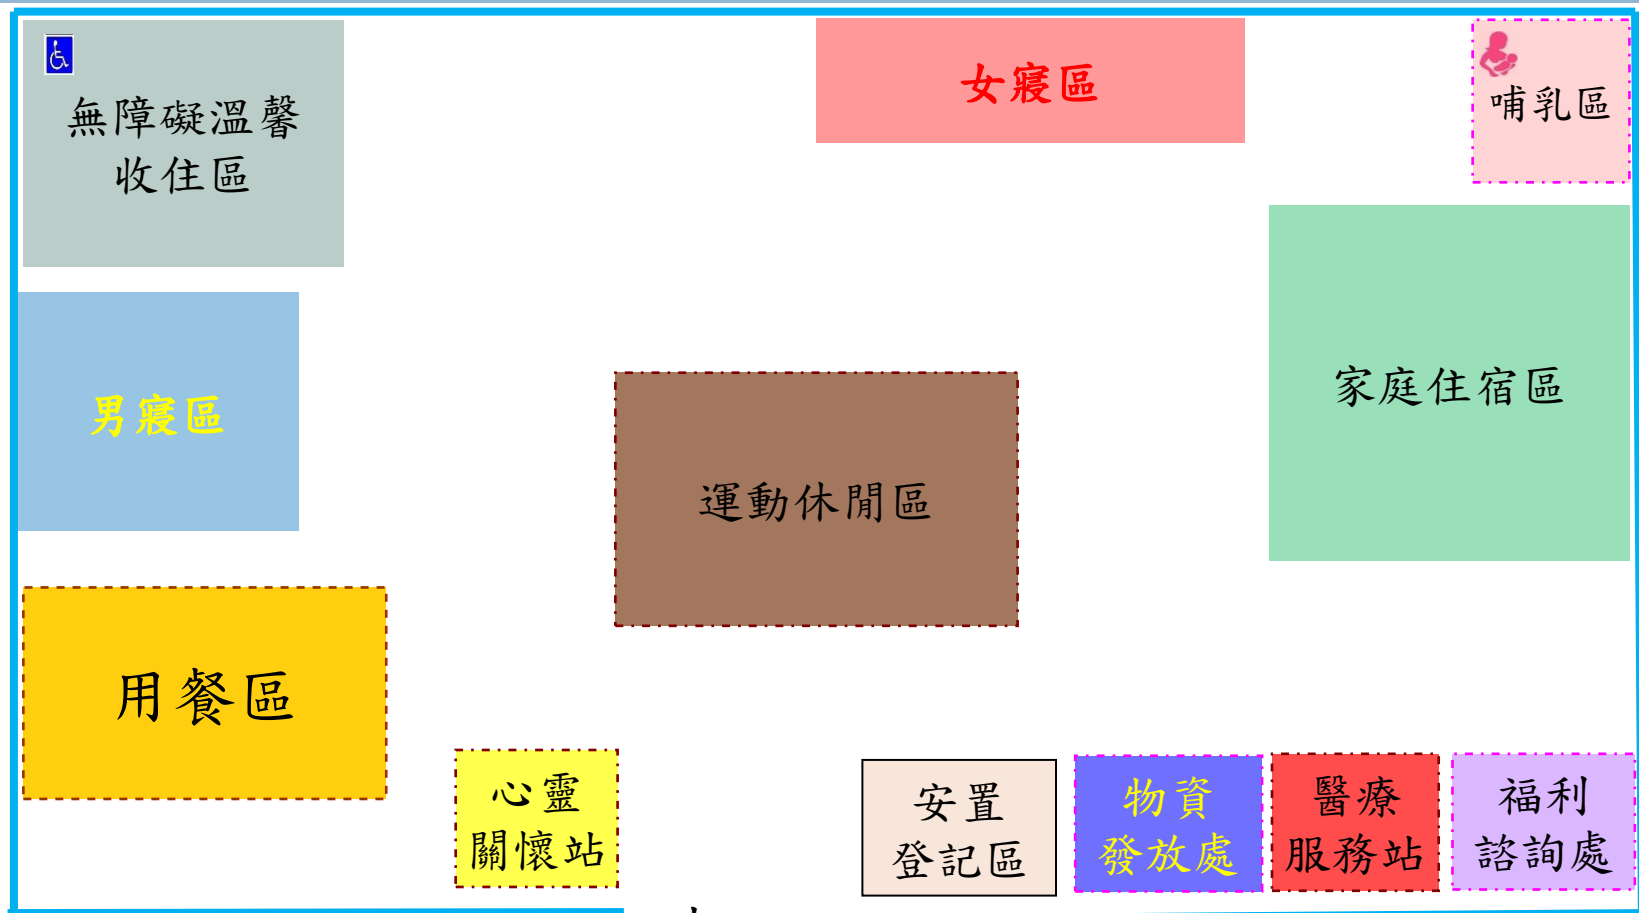 無障礙溫馨
收住區
女寢區
哺乳區
男寢區
家庭住宿區
運動休閒區
用餐區
心靈
關懷站
安置
登記區
物資
發放處
醫療
服務站
福利
諮詢處